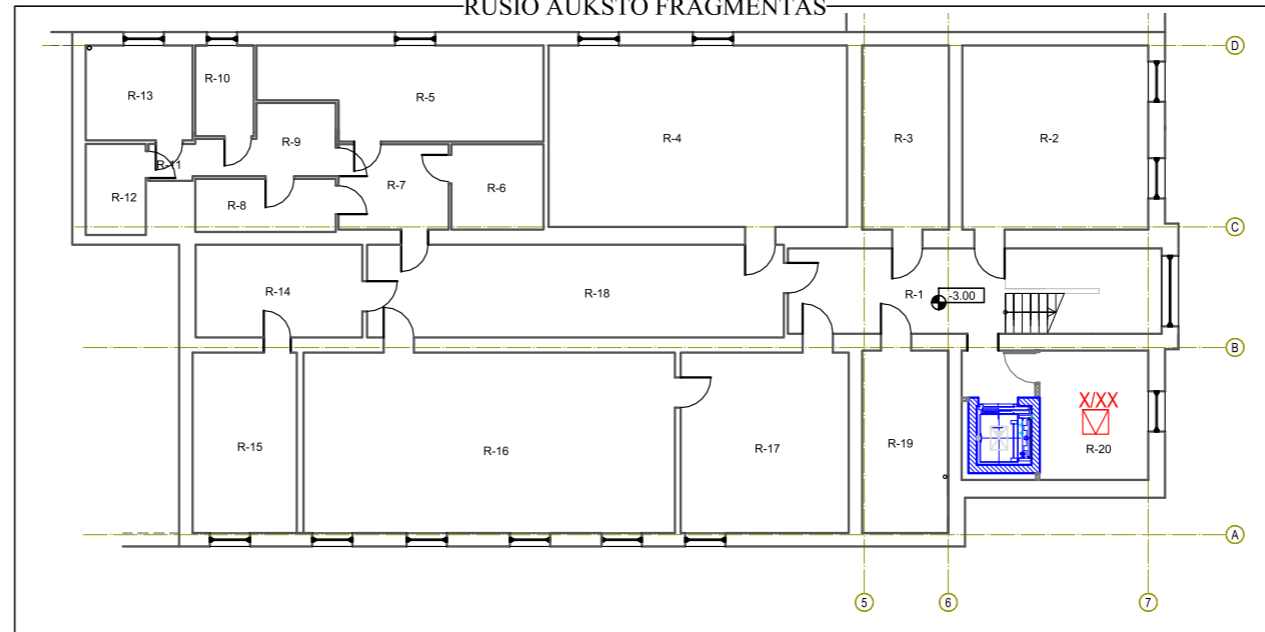 RŪSIO AUKŠTO FRAGMENTAS
D
R-10
R-13
R-5
R-4
R-3
R-2
R-9
R-11
R-7
R-6
R-12
R-8
C
R-14
R-18
R-1
-3.00
B
X/XX
R-15
R-16
R-17
R-19
R-20
A
5
6
7